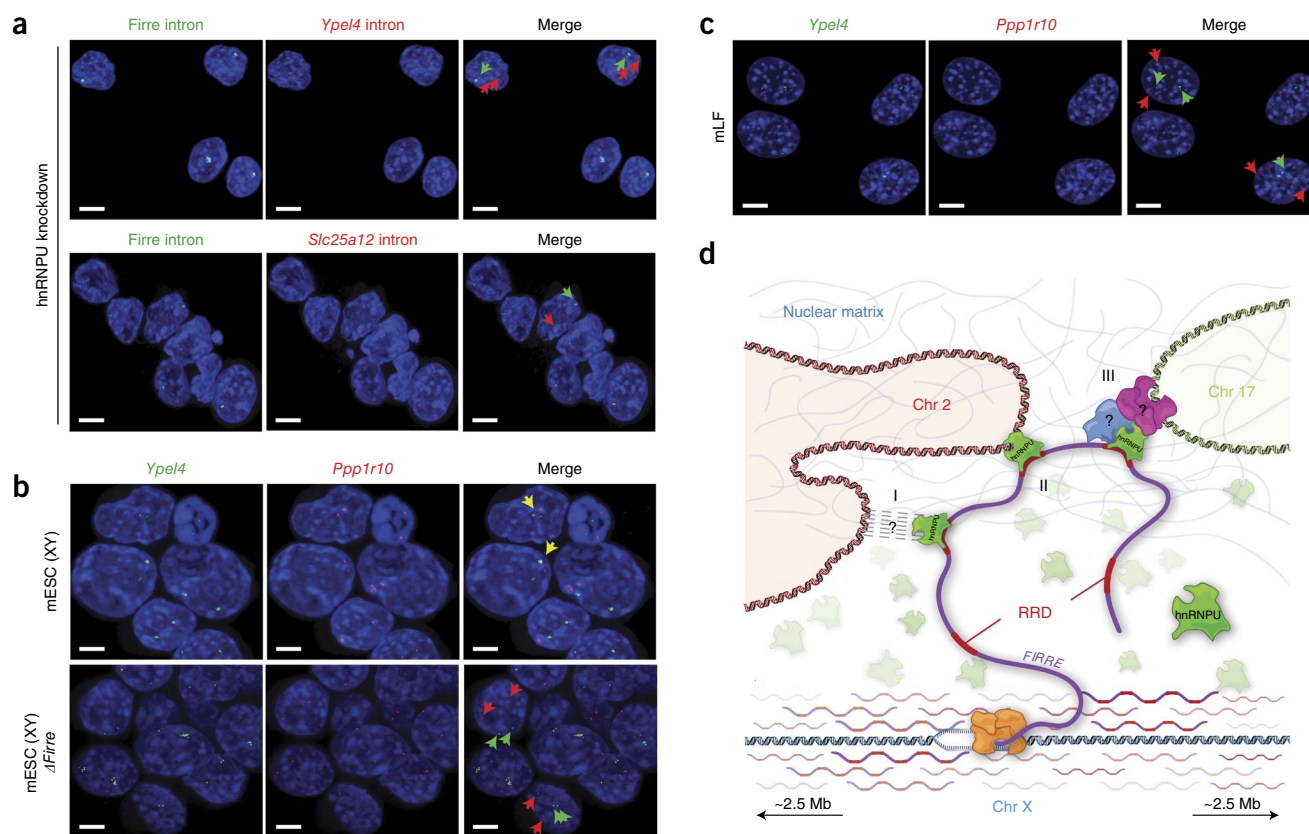 a
Firre intron
Ypel4 intron
Merge
hnRNPU knockdown
Firre intron
Slc25a12 intron
Merge
b
Ypel4
Ppp1r10
Merge
mESC (XY)
mESC (XY)
ΔFirre
c
Ypel4
Ppp1r10
Merge
mLF
d
Nuclear matrix
III
Chr 2
Chr 17
?
?
hnRNPU
hnRNPU
I
II
?
hnRNPU
hnRNPU
RRD
FIRRE
Chr X
~2.5 Mb
~2.5 Mb